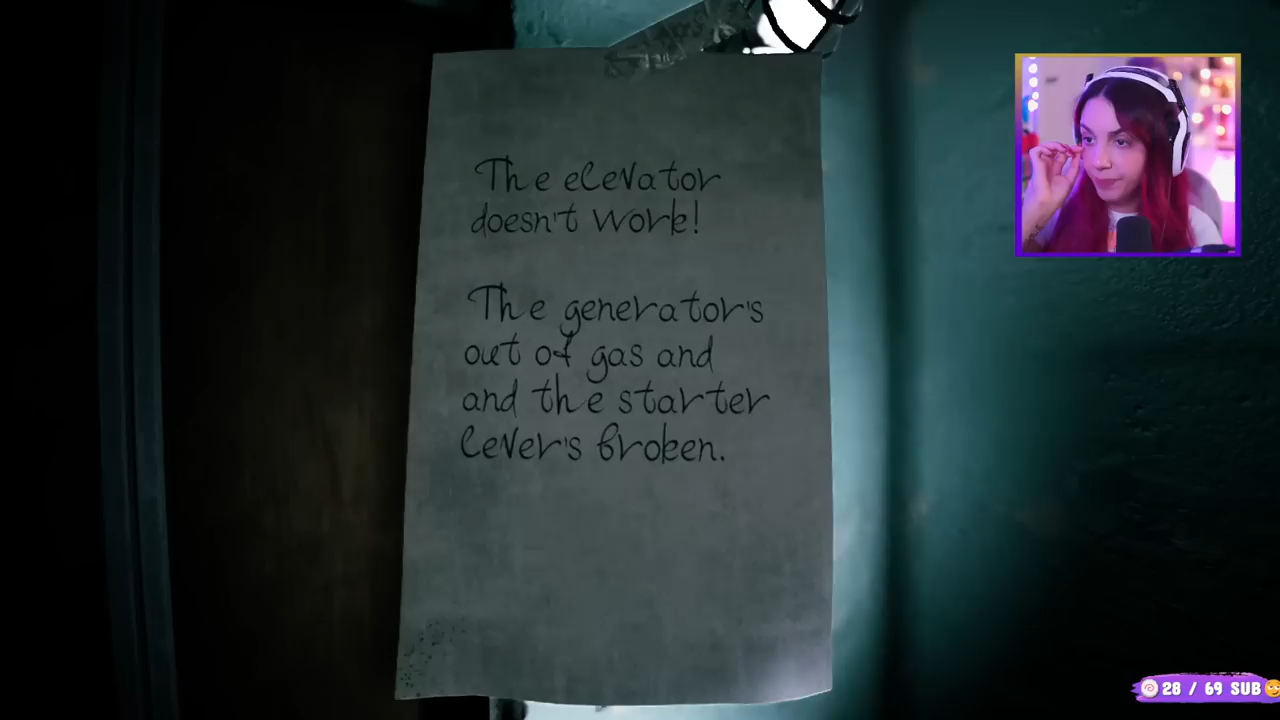 The elevator
doesn't work!
The generator's
out of gas and
and the starter
lever's broken.
28 / 69 SUB